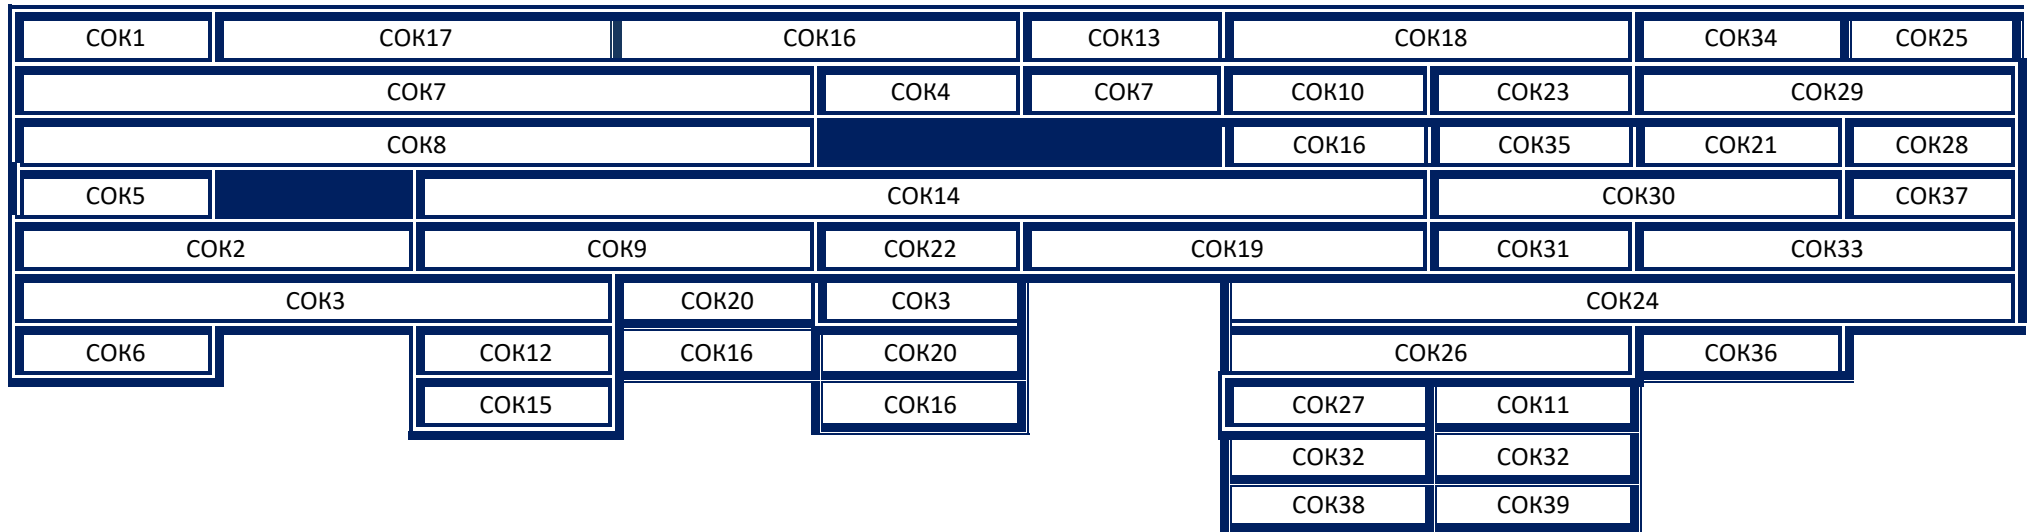 СОК1 СОК17 СОК16 СОК13 СОК18 СОК34 СОК25
СОК7 СОК4 СОК7 СОК10 СОК23 СОК29
СОК8 СОК16 СОК35 СОК21 СОК28
СОК5 СОК14 СОК30 СОК37
СОК2 СОК9 СОК22 СОК19 СОК31 СОК33
СОК3 СОК20 СОК3 СОК24
СОК6 СОК12 СОК16 СОК20 СОК26 СОК36
СОК15 СОК16 СОК27 СОК11
СОК32 СОК32
СОК38 СОК39